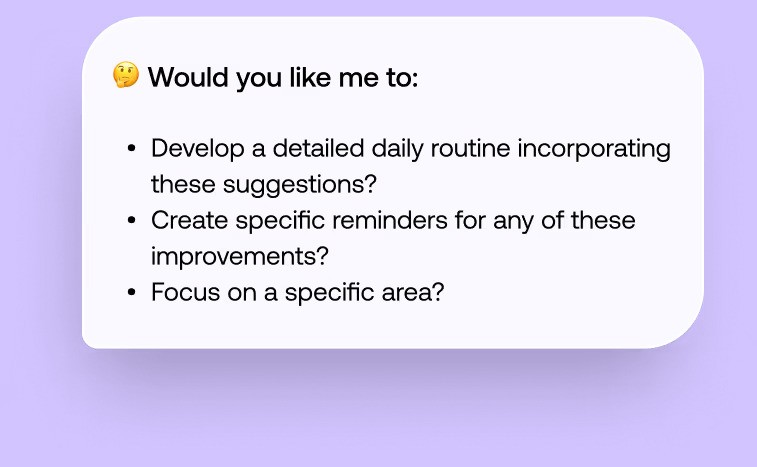 🤔 Would you like me to:
• Develop a detailed daily routine incorporating
these suggestions?
• Create specific reminders for any of these
improvements?
• Focus on a specific area?